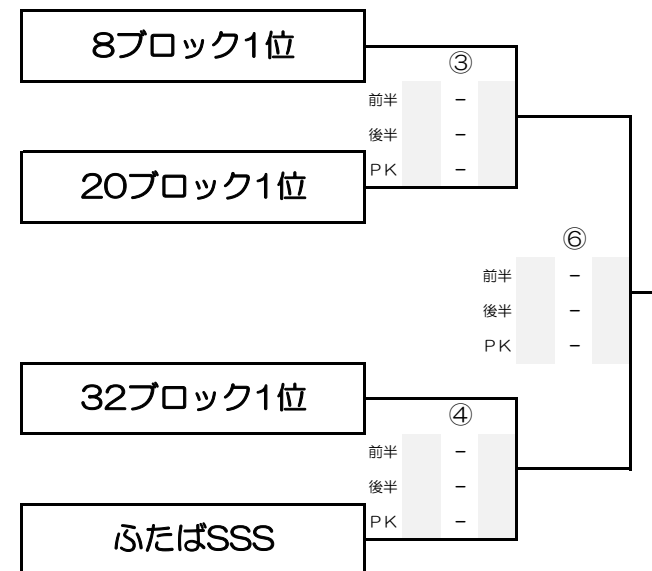 8ブロック1位
③
前半 -
後半 -
PK -
20ブロック1位
⑥
前半 -
後半 -
PK -
32ブロック1位
④
前半 -
後半 -
PK -
ふたばSSS